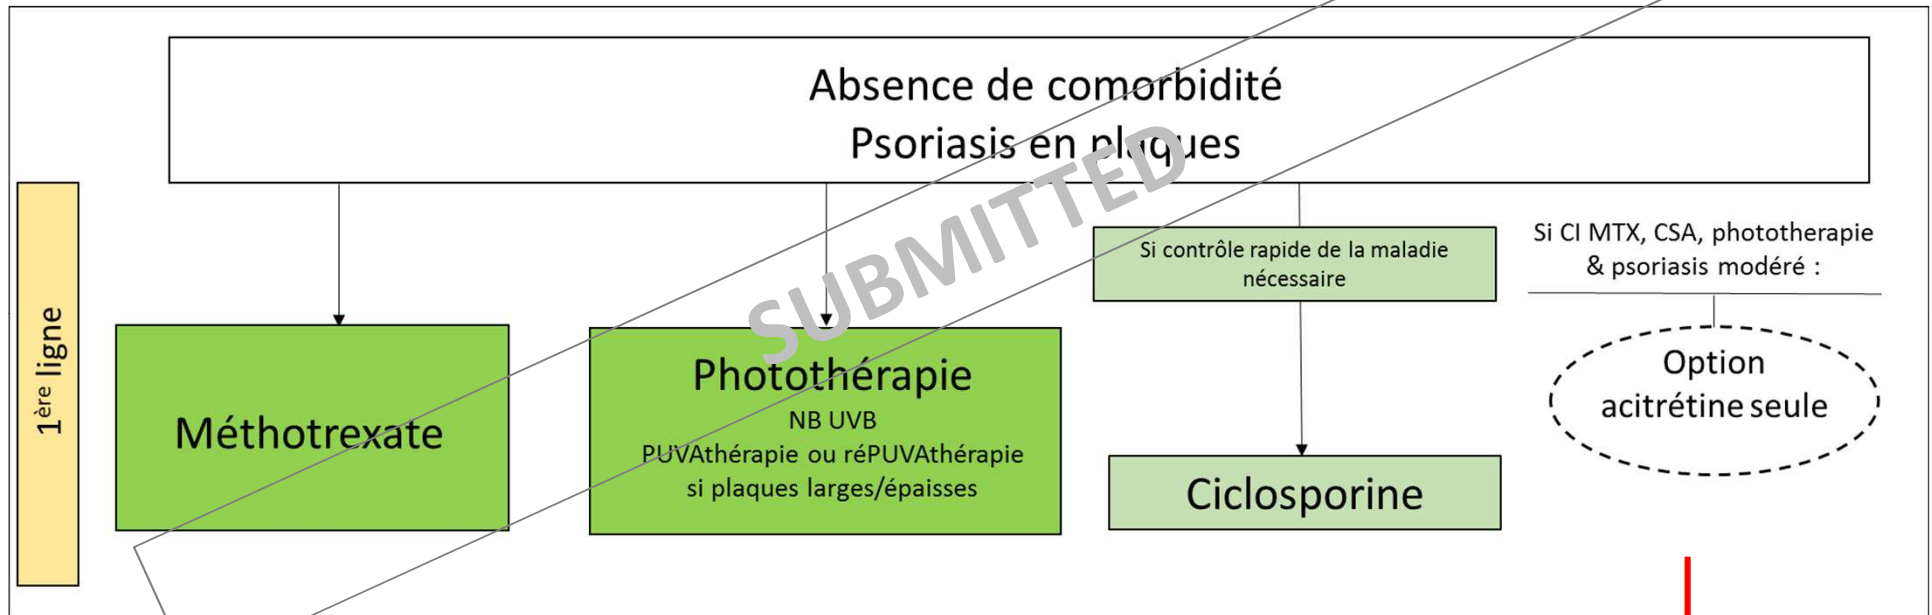 Absence de comorbidité
Psoriasis en plaques
SUBMITTED
1ère ligne
Méthotrexate
Photothérapie
NB UVB
PUVAthérapie ou réPUVAthérapie
si plaques larges/épaisses
Si contrôle rapide de la maladie
nécessaire
Ciclosporine
Si CI MTX, CSA, phototherapie
& psoriasis modéré :
Option
acitrétine seule